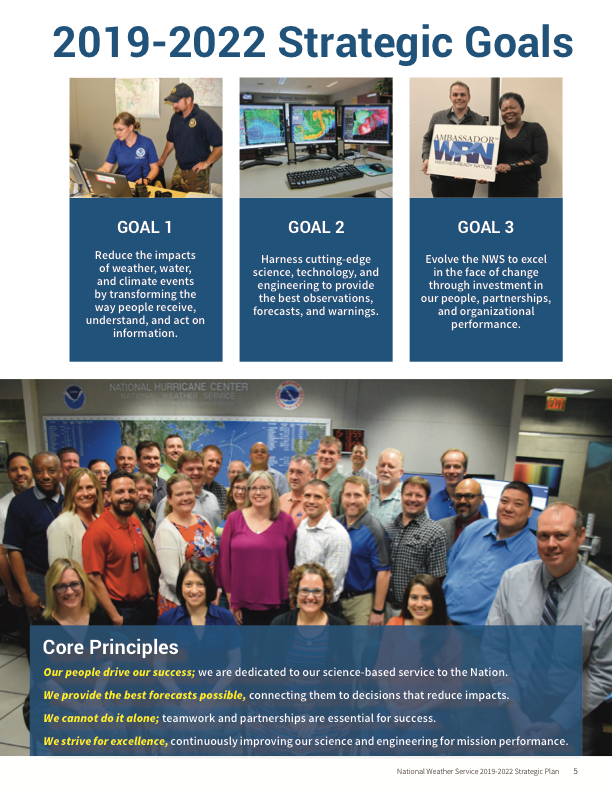 2019-2022 Strategic Goals
AMBASSADOR
WRN
WEATHER-READY NATION
GOAL 1
Reduce the impacts
of weather, water,
and climate events
by transforming the
way people receive,
understand, and act on
information.
GOAL 2
Harness cutting-edge
science, technology, and
engineering to provide
the best observations,
forecasts, and warnings.
GOAL 3
Evolve the NWS to excel
in the face of change
through investment in
our people, partnerships,
and organizational
performance.
NATIONAL HURRICANE CENTER
NATIONAL WEATHER SERVICE
EXIT
Core Principles
Our people drive our success; we are dedicated to our science-based service to the Nation.
We provide the best forecasts possible, connecting them to decisions that reduce impacts.
We cannot do it alone; teamwork and partnerships are essential for success.
We strive for excellence, continuously improving our science and engineering for mission performance.
National Weather Service 2019-2022 Strategic Plan 5